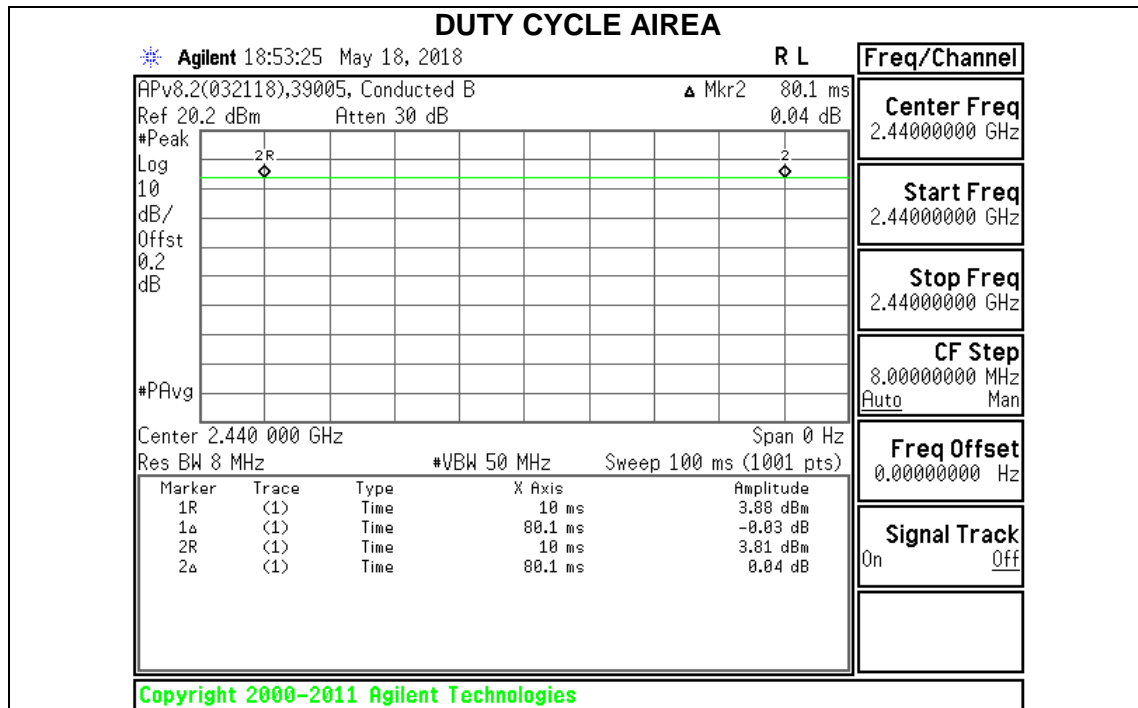 DUTY CYCLE AIREA
Agilent 18:53:25 May 18, 2018 R L
APv8.2(032118),39005, Conducted B Δ Mkr2 80.1 ms
Ref 20.2 dBm Atten 30 dB 0.04 dB
#Peak
Log
10
dB/
Offst
0.2
dB
#PAvg
2R 2
Center 2.440 000 GHz Span 0 Hz
Res BW 8 MHz #VBW 50 MHz Sweep 100 ms (1001 pts)
Marker Trace Type X Axis Amplitude
1R (1) Time 10 ms 3.88 dBm
1Δ (1) Time 80.1 ms -0.03 dB
2R (1) Time 10 ms 3.81 dBm
2Δ (1) Time 80.1 ms 0.04 dB
Freq/Channel
Center Freq
2.44000000 GHz
Start Freq
2.44000000 GHz
Stop Freq
2.44000000 GHz
CF Step
8.00000000 MHz
Auto Man
Freq Offset
0.00000000 Hz
Signal Track
On Off
Copyright 2000-2011 Agilent Technologies